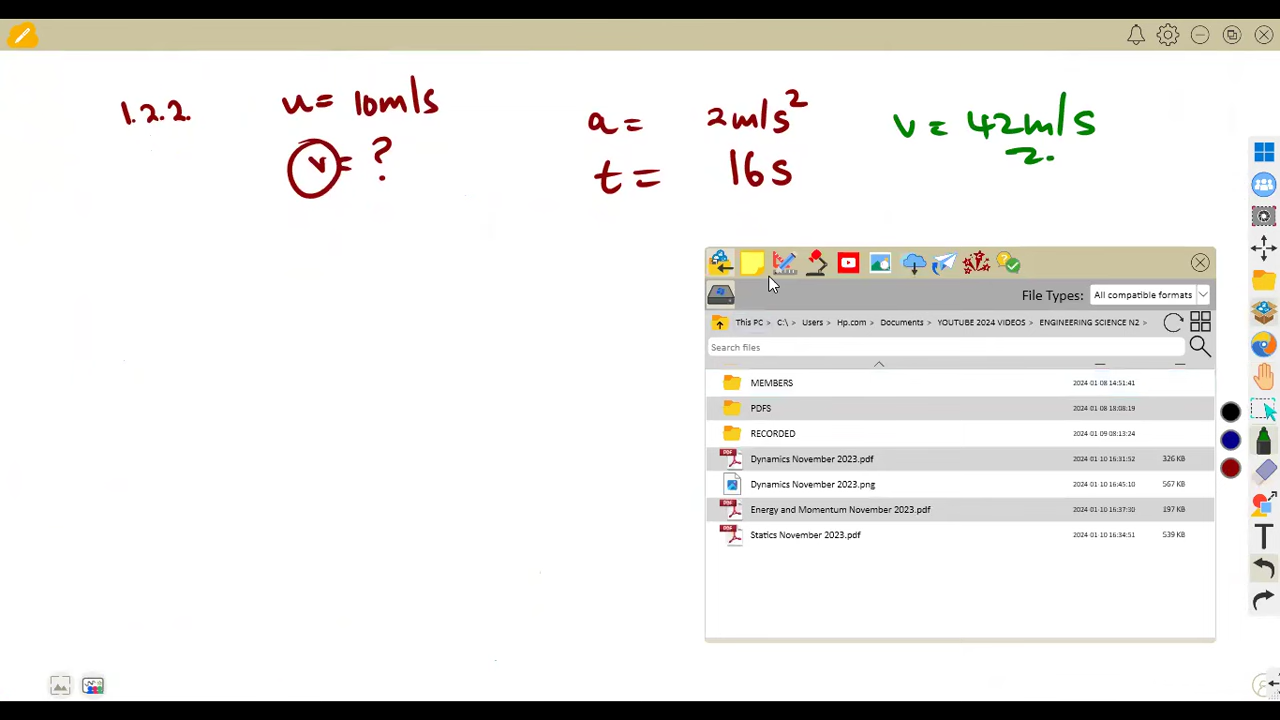 1.2.2. u= 10m/s
v= ?
a= 2m/s²
t= 16s
v= 42m/s
File Types: All compatible formats
This PC > C:\ > Users > Hp.com > Documents > YOUTUBE 2024 VIDEOS > ENGINEERING SCIENCE N2 >
Search files
MEMBERS 2024 01 08 14:51:41
PDFS 2024 01 08 18:08:19
RECORDED 2024 01 09 08:13:24
Dynamics November 2023.pdf 2024 01 10 16:31:52 326 KB
Dynamics November 2023.png 2024 01 10 16:45:10 567 KB
Energy and Momentum November 2023.pdf 2024 01 10 16:37:30 197 KB
Statics November 2023.pdf 2024 01 10 16:34:51 539 KB
T